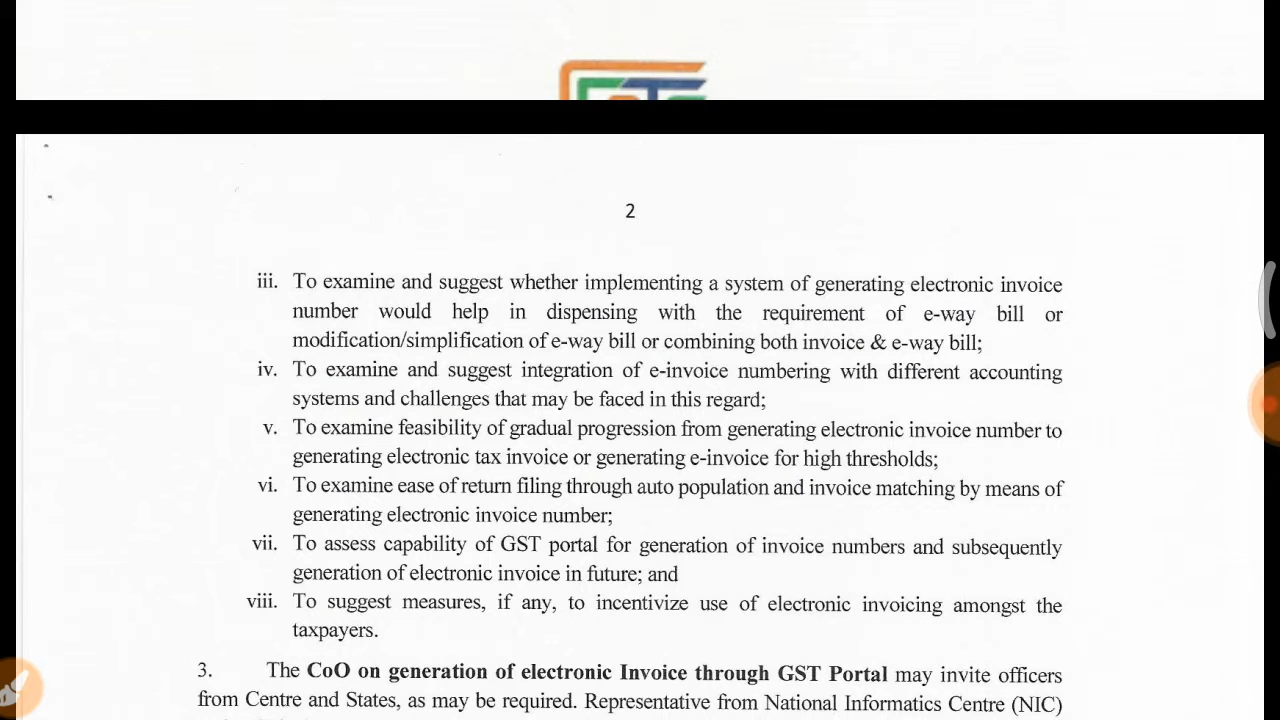 2
iii. To examine and suggest whether implementing a system of generating electronic invoice
number would help in dispensing with the requirement of e-way bill or
modification/simplification of e-way bill or combining both invoice & e-way bill;
iv. To examine and suggest integration of e-invoice numbering with different accounting
systems and challenges that may be faced in this regard;
v. To examine feasibility of gradual progression from generating electronic invoice number to
generating electronic tax invoice or generating e-invoice for high thresholds;
vi. To examine ease of return filing through auto population and invoice matching by means of
generating electronic invoice number;
vii. To assess capability of GST portal for generation of invoice numbers and subsequently
generation of electronic invoice in future; and
viii. To suggest measures, if any, to incentivize use of electronic invoicing amongst the
taxpayers.
3. The CoO on generation of electronic Invoice through GST Portal may invite officers
from Centre and States, as may be required. Representative from National Informatics Centre (NIC)